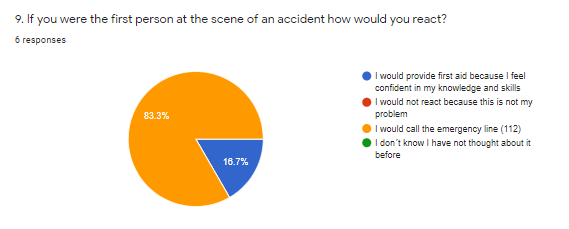 9. If you were the first person at the scene of an accident how would you react?
6 responses
I would provide first aid because I feel
confident in my knowledge and skills
I would not react because this is not my
problem
I would call the emergency line (112)
I don't know I have not thought about it
before
83.3%
16.7%